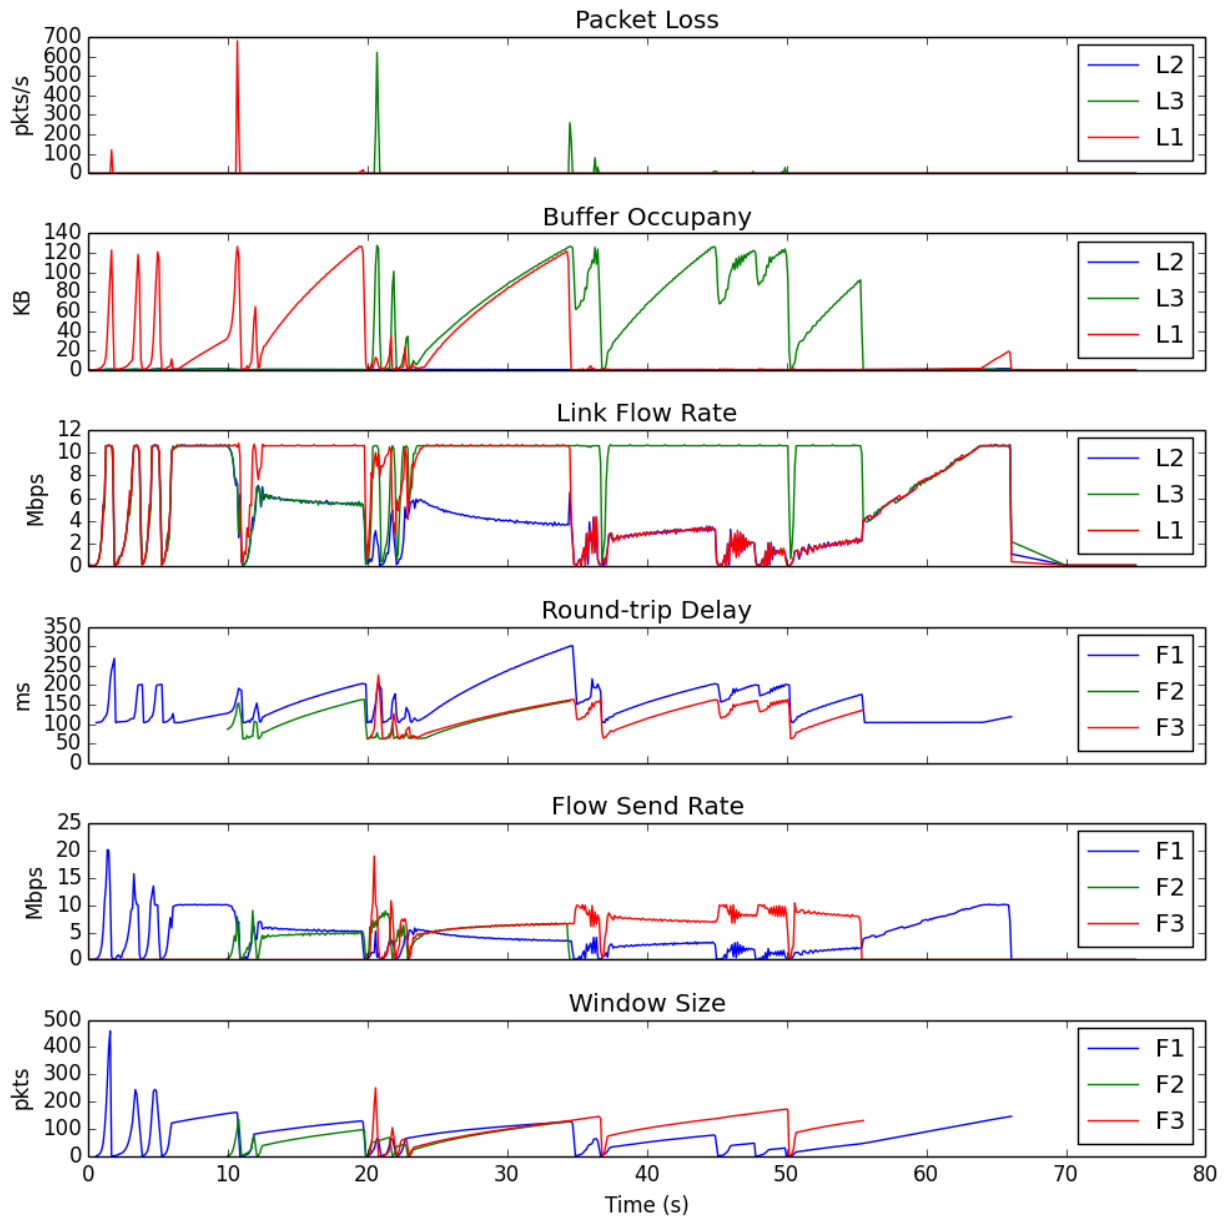 Packet Loss
700
600
500
400
300
200
100
0
pkts/s
L2
L3
L1
Buffer Occupany
140
120
100
80
60
40
20
0
KB
L2
L3
L1
Link Flow Rate
12
10
8
6
4
2
0
Mbps
L2
L3
L1
Round-trip Delay
350
300
250
200
150
100
50
0
ms
F1
F2
F3
Flow Send Rate
25
20
15
10
5
0
Mbps
F1
F2
F3
Window Size
500
400
300
200
100
0
pkts
F1
F2
F3
0 10 20 30 40 50 60 70 80
Time (s)